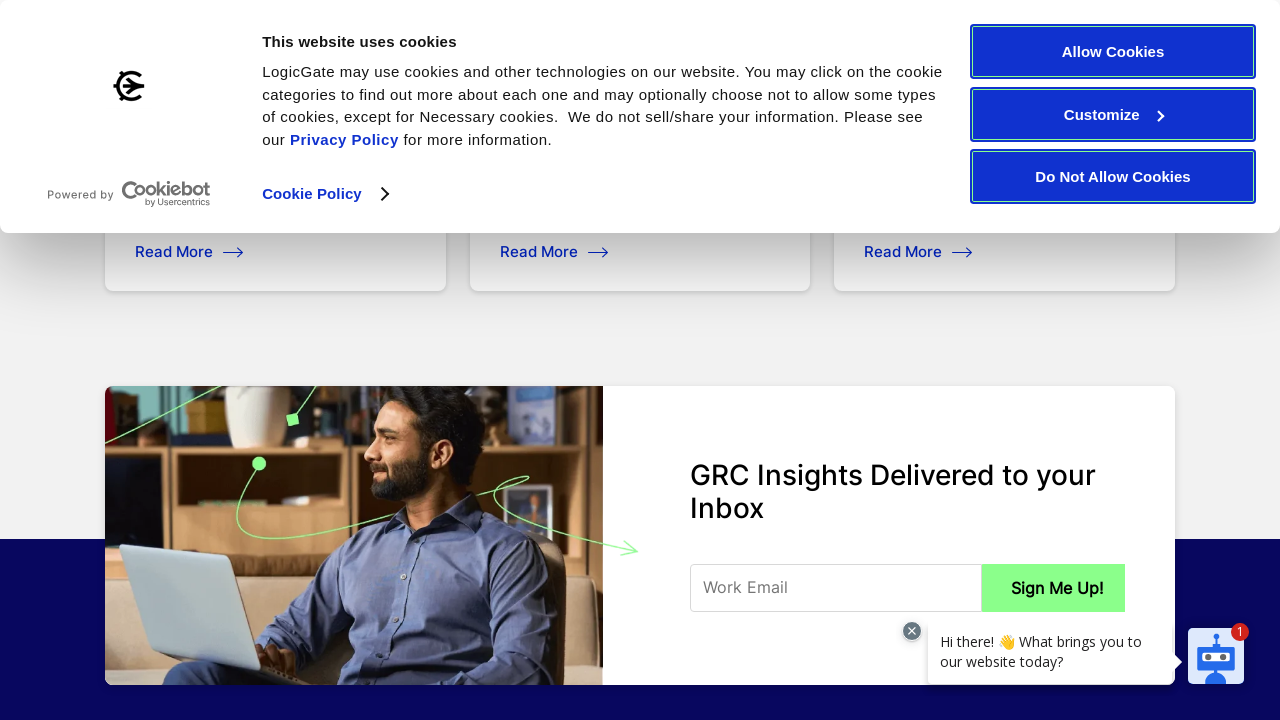 This website uses cookies
LogicGate may use cookies and other technologies on our website. You may click on the cookie
categories to find out more about each one and may optionally choose not to allow some types
of cookies, except for Necessary cookies.  We do not sell/share your information. Please see
our Privacy Policy for more information.
Cookie Policy
Powered by Cookiebot
by Usercentrics
Allow Cookies
Customize
Do Not Allow Cookies
Read More
Read More
Read More
GRC Insights Delivered to your
Inbox
Work Email
Sign Me Up!
Hi there! 👋 What brings you to
our website today?
1